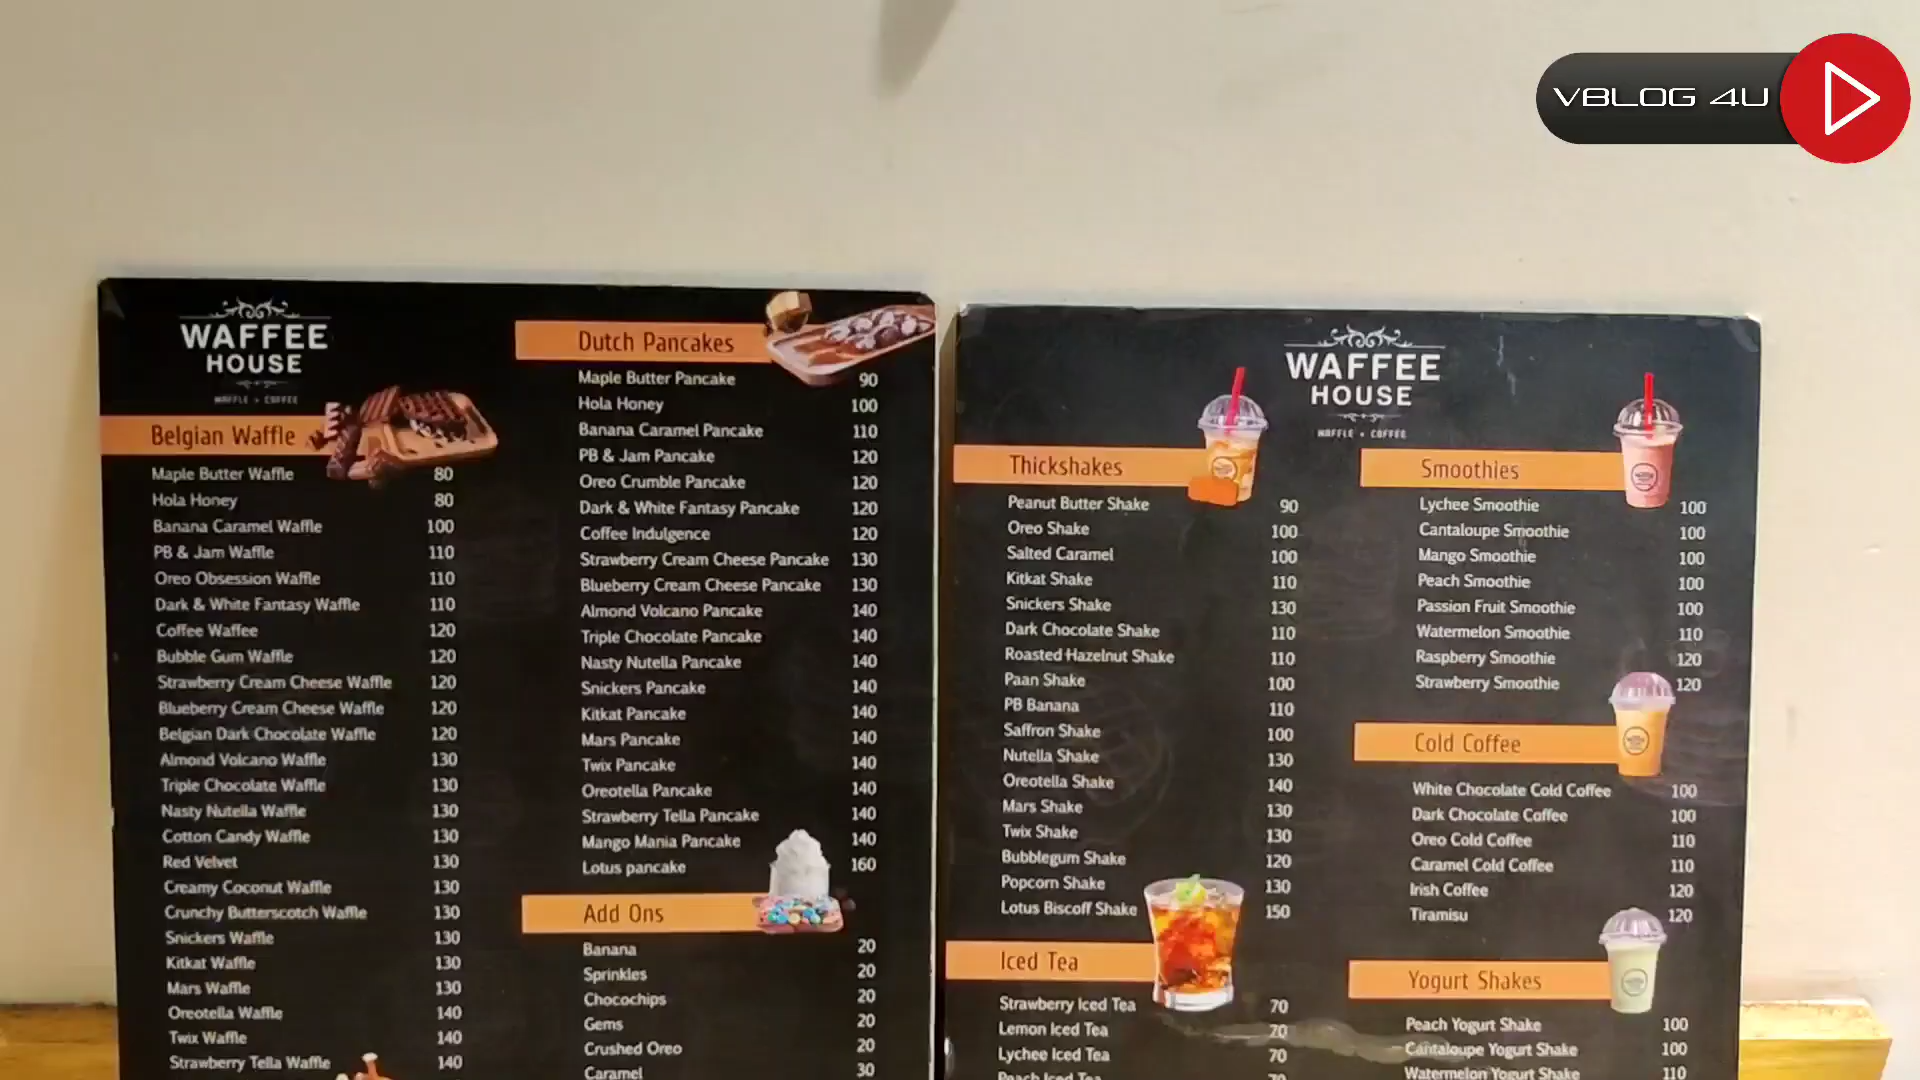 VBLOG 4U
WAFFEE
HOUSE
WAFFLE + COFFEE
Belgian Waffle
Maple Butter Waffle 80
Hola Honey 80
Banana Caramel Waffle 100
PB & Jam Waffle 110
Oreo Obsession Waffle 110
Dark & White Fantasy Waffle 110
Coffee Waffee 120
Bubble Gum Waffle 120
Strawberry Cream Cheese Waffle 120
Blueberry Cream Cheese Waffle 120
Belgian Dark Chocolate Waffle 120
Almond Volcano Waffle 130
Triple Chocolate Waffle 130
Nasty Nutella Waffle 130
Cotton Candy Waffle 130
Red Velvet 130
Creamy Coconut Waffle 130
Crunchy Butterscotch Waffle 130
Snickers Waffle 130
Kitkat Waffle 130
Mars Waffle 130
Oreotella Waffle 140
Twix Waffle 140
Strawberry Tella Waffle 140
Dutch Pancakes
Maple Butter Pancake 90
Hola Honey 100
Banana Caramel Pancake 110
PB & Jam Pancake 120
Oreo Crumble Pancake 120
Dark & White Fantasy Pancake 120
Coffee Indulgence 120
Strawberry Cream Cheese Pancake 130
Blueberry Cream Cheese Pancake 130
Almond Volcano Pancake 140
Triple Chocolate Pancake 140
Nasty Nutella Pancake 140
Snickers Pancake 140
Kitkat Pancake 140
Mars Pancake 140
Twix Pancake 140
Oreotella Pancake 140
Strawberry Tella Pancake 140
Mango Mania Pancake 140
Lotus pancake 160
Add Ons
Banana 20
Sprinkles 20
Chocochips 20
Gems 20
Crushed Oreo 20
Caramel 30
WAFFEE
HOUSE
WAFFLE + COFFEE
Thickshakes
Peanut Butter Shake 90
Oreo Shake 100
Salted Caramel 100
Kitkat Shake 110
Snickers Shake 130
Dark Chocolate Shake 110
Roasted Hazelnut Shake 110
Paan Shake 100
PB Banana 110
Saffron Shake 100
Nutella Shake 130
Oreotella Shake 140
Mars Shake 130
Twix Shake 130
Bubblegum Shake 120
Popcorn Shake 130
Lotus Biscoff Shake 150
Iced Tea
Strawberry Iced Tea 70
Lemon Iced Tea 70
Lychee Iced Tea 70
Peach Iced Tea 70
Smoothies
Lychee Smoothie 100
Cantaloupe Smoothie 100
Mango Smoothie 100
Peach Smoothie 100
Passion Fruit Smoothie 100
Watermelon Smoothie 110
Raspberry Smoothie 120
Strawberry Smoothie 120
Cold Coffee
White Chocolate Cold Coffee 100
Dark Chocolate Coffee 100
Oreo Cold Coffee 110
Caramel Cold Coffee 110
Irish Coffee 120
Tiramisu 120
Yogurt Shakes
Peach Yogurt Shake 100
Cantaloupe Yogurt Shake 100
Watermelon Yogurt Shake 110